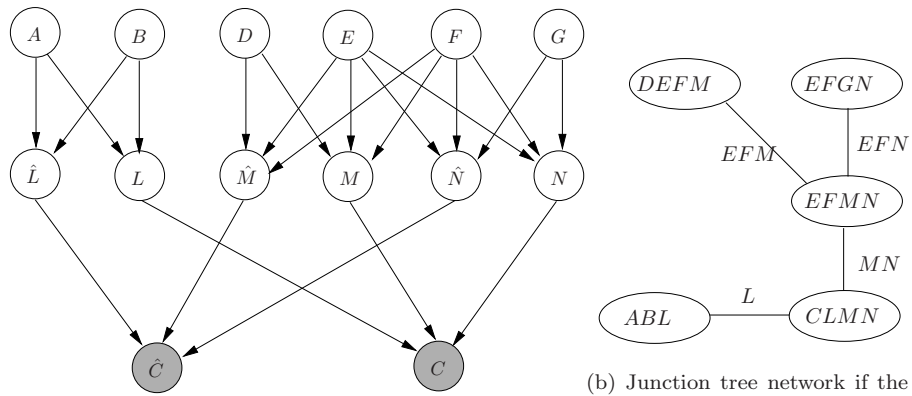 A B D E F G
L̂ L M̂ M N̂ N
Ĉ C
DEFM EFGN
EFM EFN
EFMN
MN
L
ABL CLMN
(b) Junction tree network if the